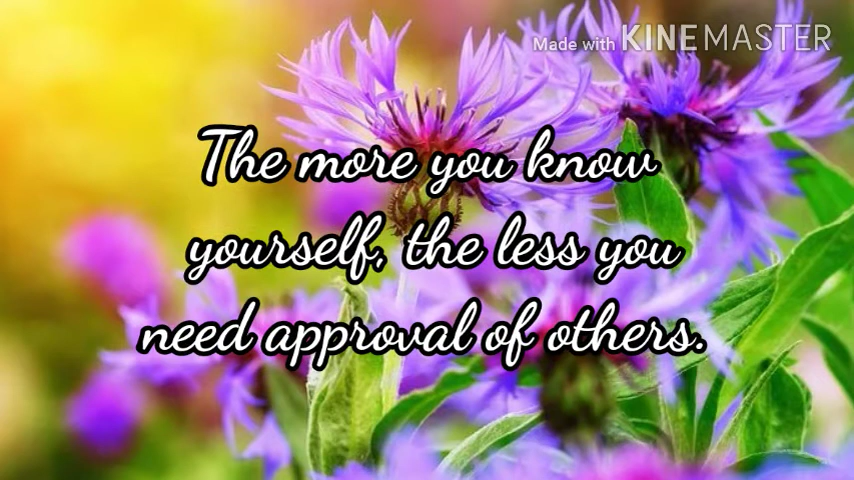 Made with KINEMASTER
The more you know
yourself, the less you
need approval of others.